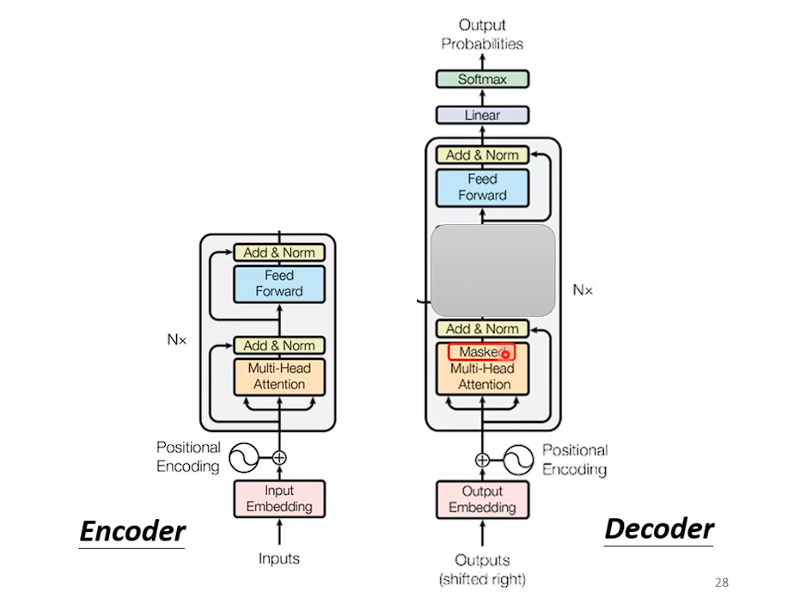 Output
Probabilities
Softmax
Linear
Add & Norm
Feed
Forward
Nx
Add & Norm
Masked
Multi-Head
Attention
Positional
Encoding
Output
Embedding
Outputs
(shifted right)
Decoder
Add & Norm
Feed
Forward
Nx
Add & Norm
Multi-Head
Attention
Positional
Encoding
Input
Embedding
Inputs
Encoder
28